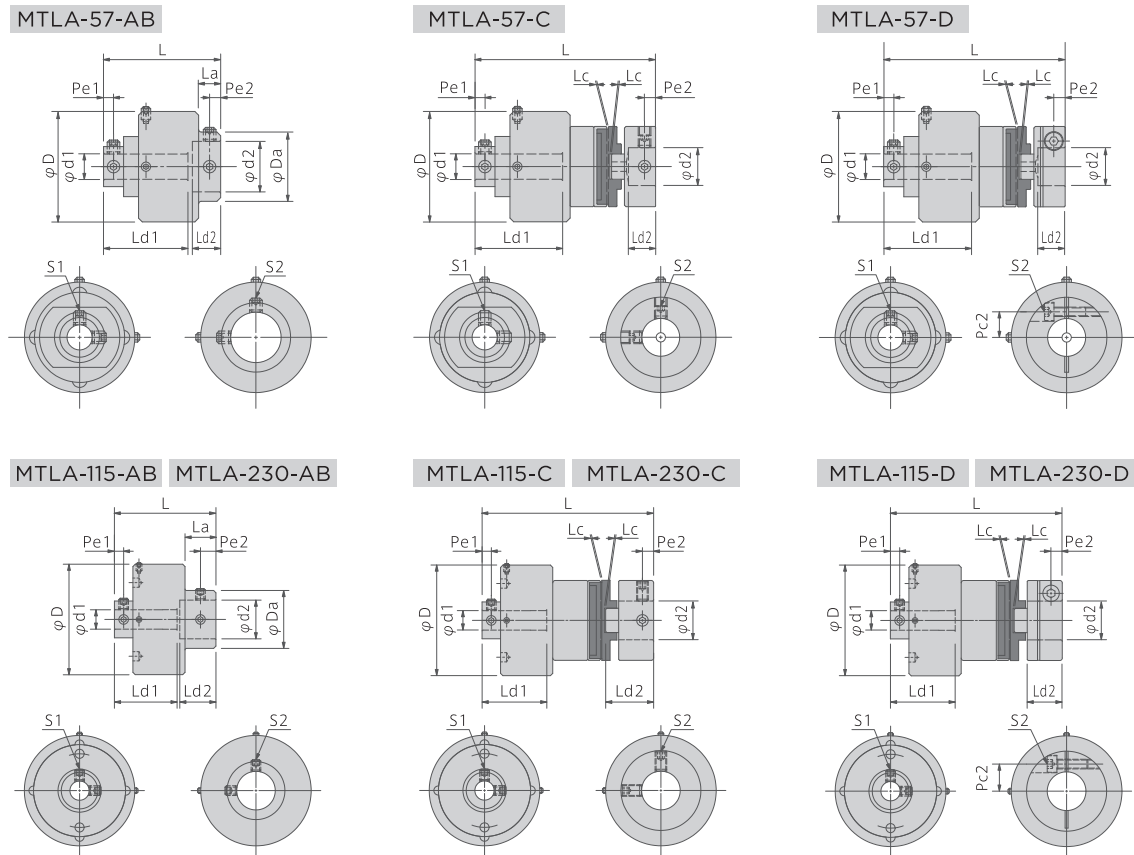 MTLA-57-AB
L
La
Pe1
Pe2
φD
φd1
φd2
φDa
Ld1
Ld2
S1
S2
MTLA-57-C
L
Lc
Lc
Pe1
Pe2
φD
φd1
φd2
Ld1
Ld2
S1
S2
MTLA-57-D
L
Lc
Lc
Pe1
Pe2
φD
φd1
φd2
Ld1
Ld2
S1
S2
Pc2
MTLA-115-AB MTLA-230-AB
L
La
Pe1
Pe2
φD
φd1
φd2
φDa
Ld1
Ld2
S1
S2
MTLA-115-C MTLA-230-C
L
Lc
Lc
Pe1
Pe2
φD
φd1
φd2
Ld1
Ld2
S1
S2
MTLA-115-D MTLA-230-D
L
Lc
Lc
Pe1
Pe2
φD
φd1
φd2
Ld1
Ld2
S1
S2
Pc2